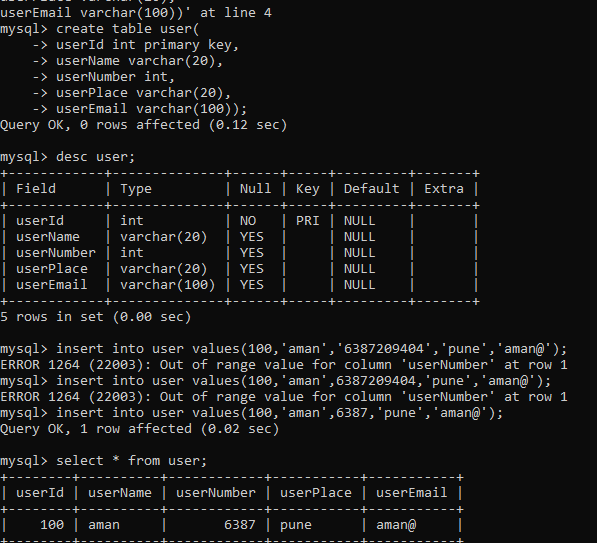 userEmail varchar(100))' at line 4
mysql> create table user(
    -> userId int primary key,
    -> userName varchar(20),
    -> userNumber int,
    -> userPlace varchar(20),
    -> userEmail varchar(100));
Query OK, 0 rows affected (0.12 sec)

mysql> desc user;
+------------+--------------+------+-----+---------+-------+
| Field      | Type         | Null | Key | Default | Extra |
+------------+--------------+------+-----+---------+-------+
| userId     | int          | NO   | PRI | NULL    |       |
| userName   | varchar(20)  | YES  |     | NULL    |       |
| userNumber | int          | YES  |     | NULL    |       |
| userPlace  | varchar(20)  | YES  |     | NULL    |       |
| userEmail  | varchar(100) | YES  |     | NULL    |       |
+------------+--------------+------+-----+---------+-------+
5 rows in set (0.00 sec)

mysql> insert into user values(100,'aman','6387209404','pune','aman@');
ERROR 1264 (22003): Out of range value for column 'userNumber' at row 1
mysql> insert into user values(100,'aman',6387209404,'pune','aman@');
ERROR 1264 (22003): Out of range value for column 'userNumber' at row 1
mysql> insert into user values(100,'aman',6387,'pune','aman@');
Query OK, 1 row affected (0.02 sec)

mysql> select * from user;
+--------+----------+------------+-----------+-----------+
| userId | userName | userNumber | userPlace | userEmail |
+--------+----------+------------+-----------+-----------+
|    100 | aman     |       6387 | pune      | aman@     |
+--------+----------+------------+-----------+-----------+